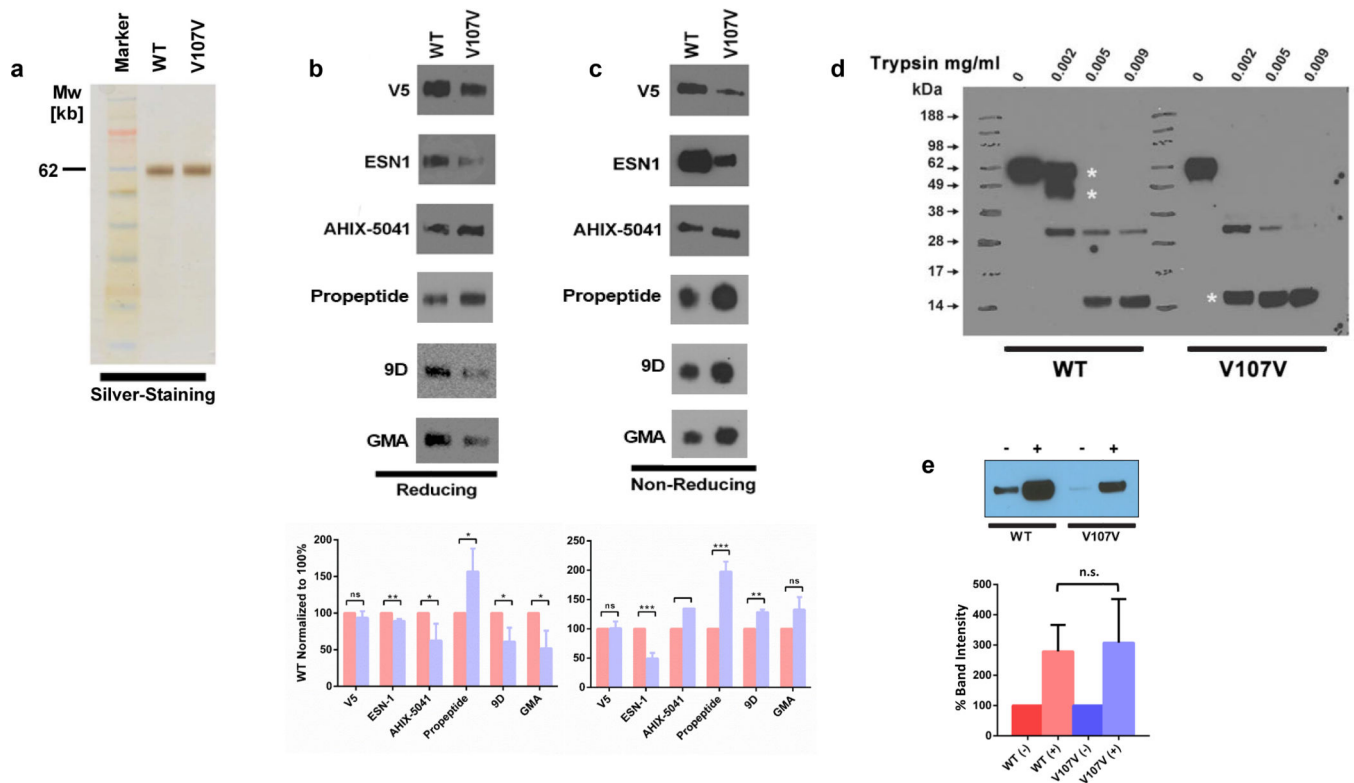 a
Mw
[kb]
Marker
WT
V107V
62
Silver-Staining
b
WT
V107V
V5
ESN1
AHIX-5041
Propeptide
9D
GMA
Reducing
c
WT
V107V
V5
ESN1
AHIX-5041
Propeptide
9D
GMA
Non-Reducing
WT Normalized to 100%
200
150
100
50
0
ns
**
*
*
*
*
V5
ESN-1
AHIX-5041
Propeptide
9D
GMA
250
200
150
100
50
0
ns
***
***
**
ns
V5
ESN-1
AHIX-5041
Propeptide
9D
GMA
d
Trypsin mg/ml
0
0.002
0.005
0.009
0
0.002
0.005
0.009
kDa
188
98
62
49
38
28
17
14
*
*
*
WT
V107V
e
- + - +
WT
V107V
% Band Intensity
500
400
300
200
100
0
n.s.
WT (-)
WT (+)
V107V (-)
V107V (+)